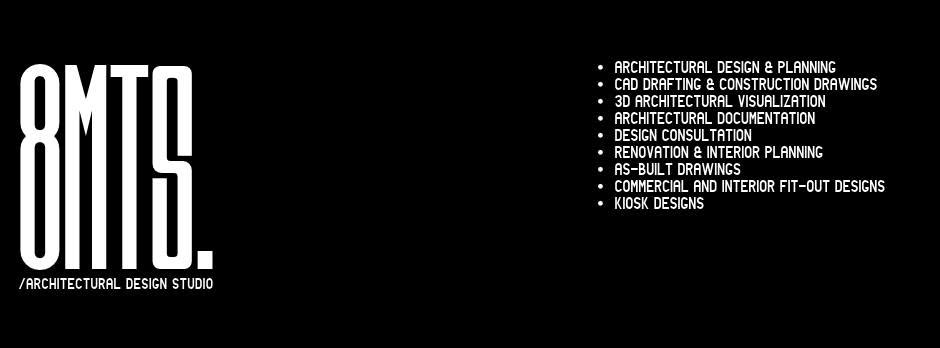 8MTS.
/ARCHITECTURAL DESIGN STUDIO
• ARCHITECTURAL DESIGN & PLANNING
• CAD DRAFTING & CONSTRUCTION DRAWINGS
• 3D ARCHITECTURAL VISUALIZATION
• ARCHITECTURAL DOCUMENTATION
• DESIGN CONSULTATION
• RENOVATION & INTERIOR PLANNING
• AS-BUILT DRAWINGS
• COMMERCIAL AND INTERIOR FIT-OUT DESIGNS
• KIOSK DESIGNS